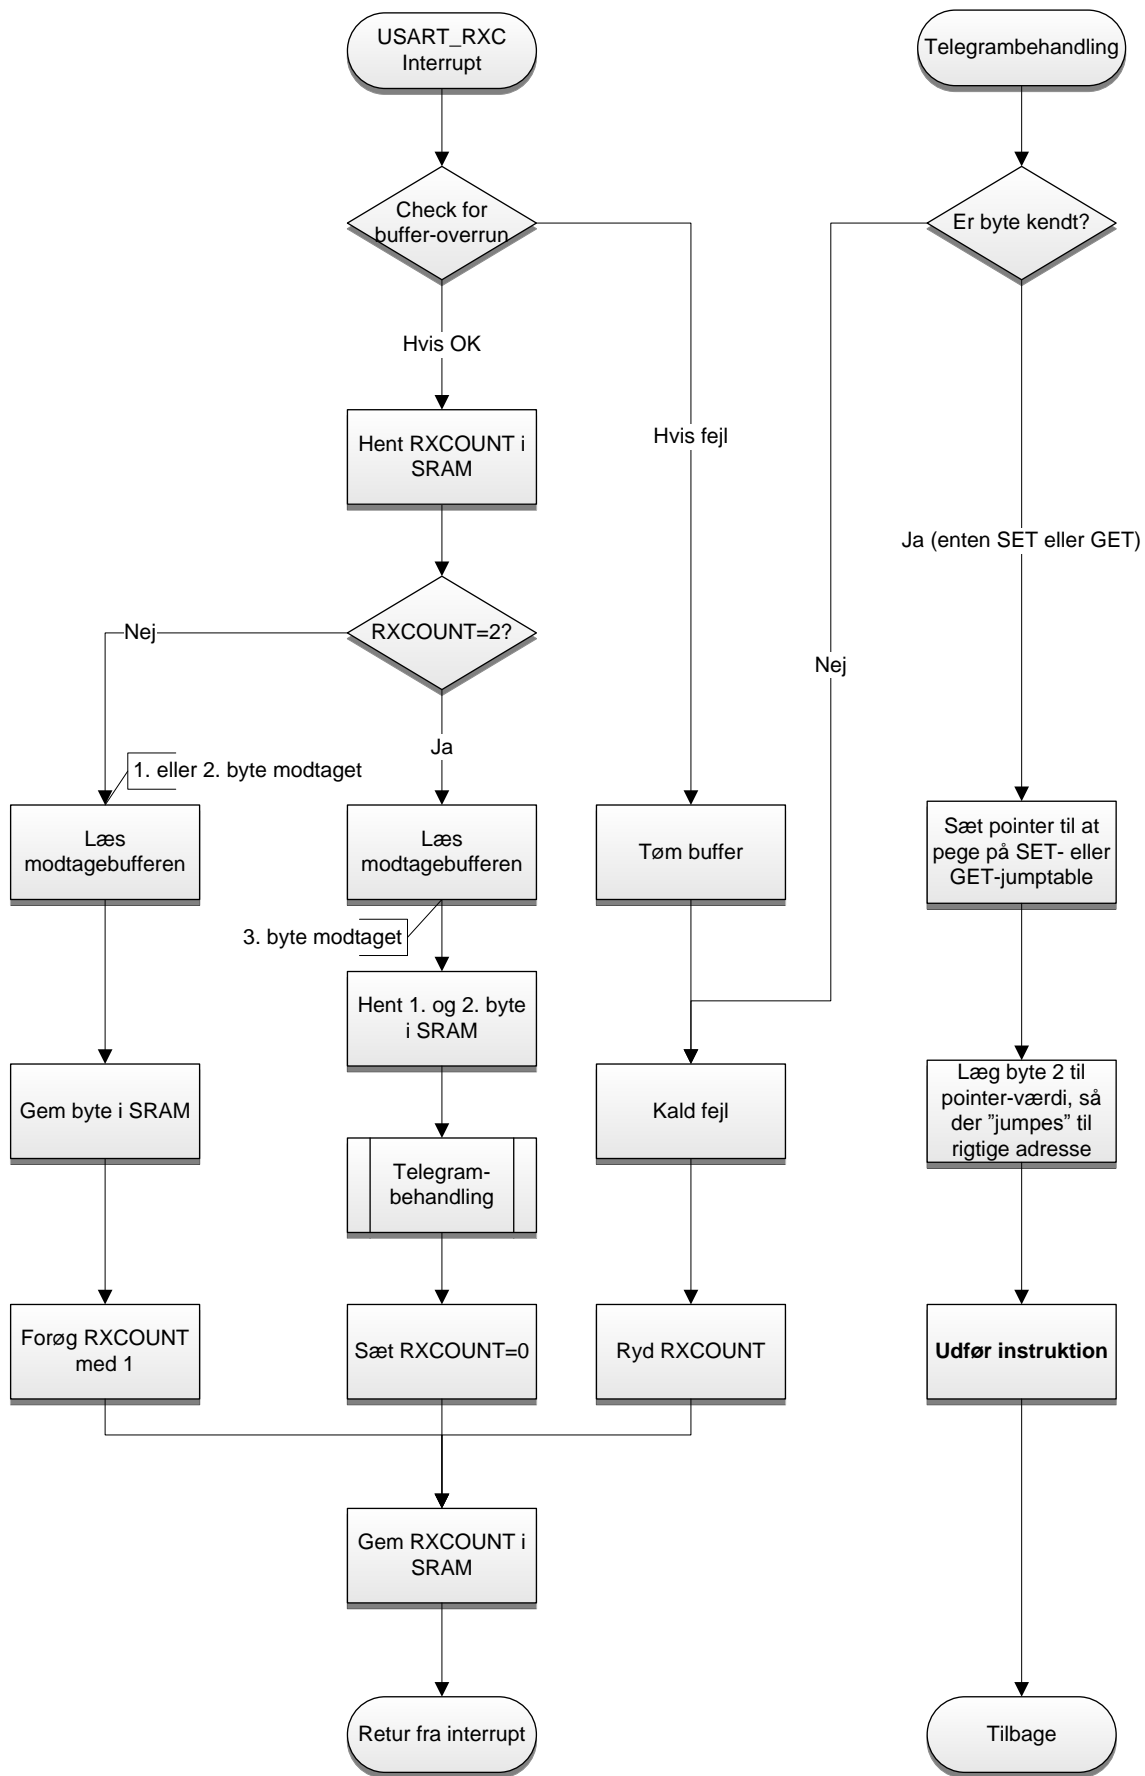 USART_RXC
Interrupt
Telegrambehandling
Check for
buffer-overrun
Er byte kendt?
Hvis OK
Hent RXCOUNT i
SRAM
Hvis fejl
Ja (enten SET eller GET)
Nej
RXCOUNT=2?
Nej
Ja
1. eller 2. byte modtaget
Læs
modtagebufferen
Læs
modtagebufferen
Tøm buffer
Sæt pointer til at
pege på SET- eller
GET-jumptable
3. byte modtaget
Hent 1. og 2. byte
i SRAM
Gem byte i SRAM
Kald fejl
Læg byte 2 til
pointer-værdi, så
der ”jumpes” til
rigtige adresse
Telegram-
behandling
Forøg RXCOUNT
med 1
Sæt RXCOUNT=0
Ryd RXCOUNT
Udfør instruktion
Gem RXCOUNT i
SRAM
Retur fra interrupt
Tilbage